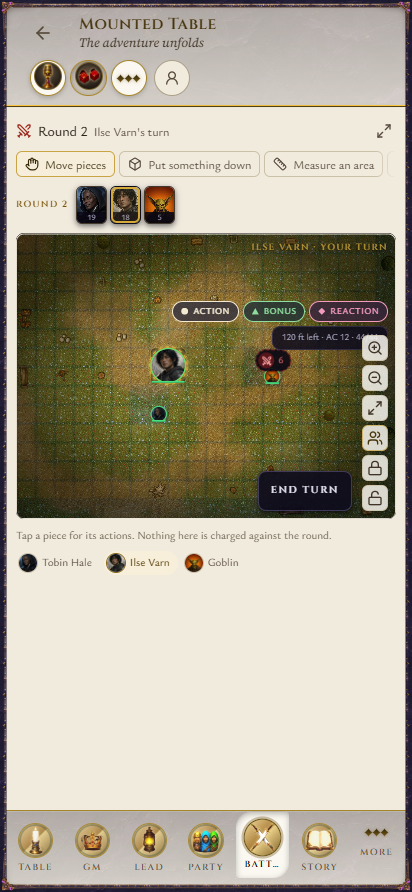 Mounted Table
The adventure unfolds
Round 2 Ilse Varn's turn
Move pieces
Put something down
Measure an area
ROUND 2
19
18
5
ILSE VARN · YOUR TURN
ACTION
BONUS
REACTION
120 ft left · AC 12
6
END TURN
Tap a piece for its actions. Nothing here is charged against the round.
Tobin Hale
Ilse Varn
Goblin
TABLE
GM
LEAD
PARTY
BATT…
STORY
MORE